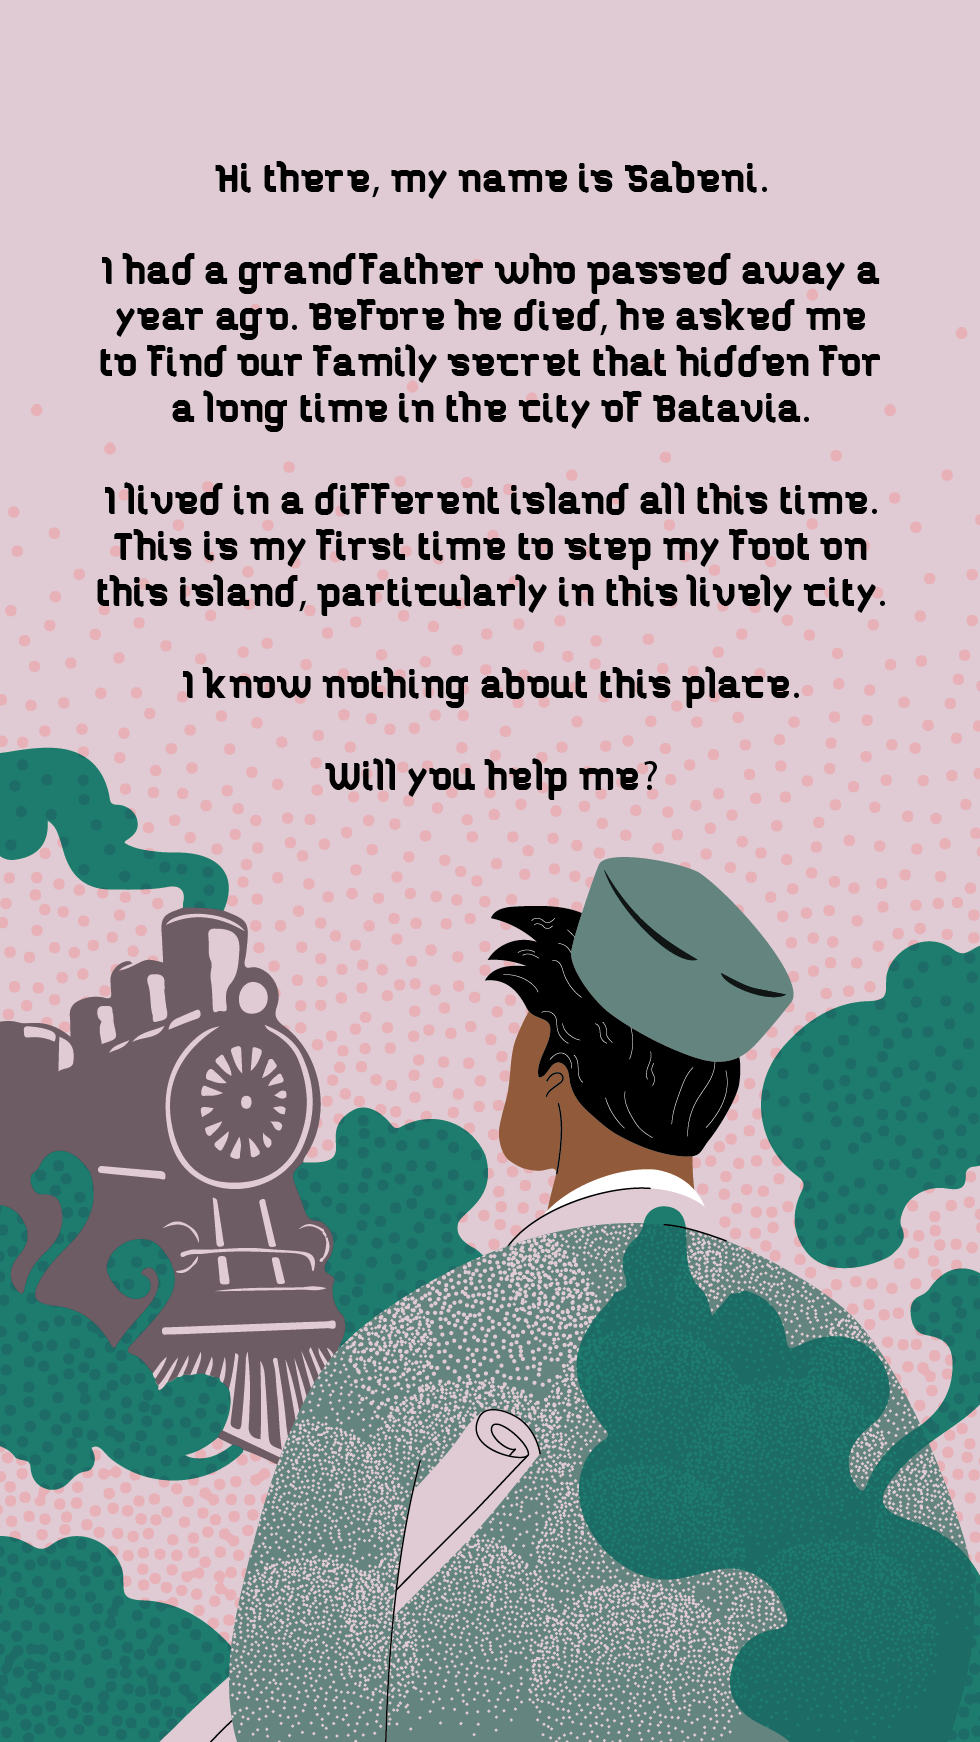 Hi there, my name is Sabeni.
I had a grandfather who passed away a
year ago. Before he died, he asked me
to find our family secret that hidden for
a long time in the city of Batavia.
I lived in a different island all this time.
This is my first time to step my foot on
this island, particularly in this lively city.
I know nothing about this place.
Will you help me?